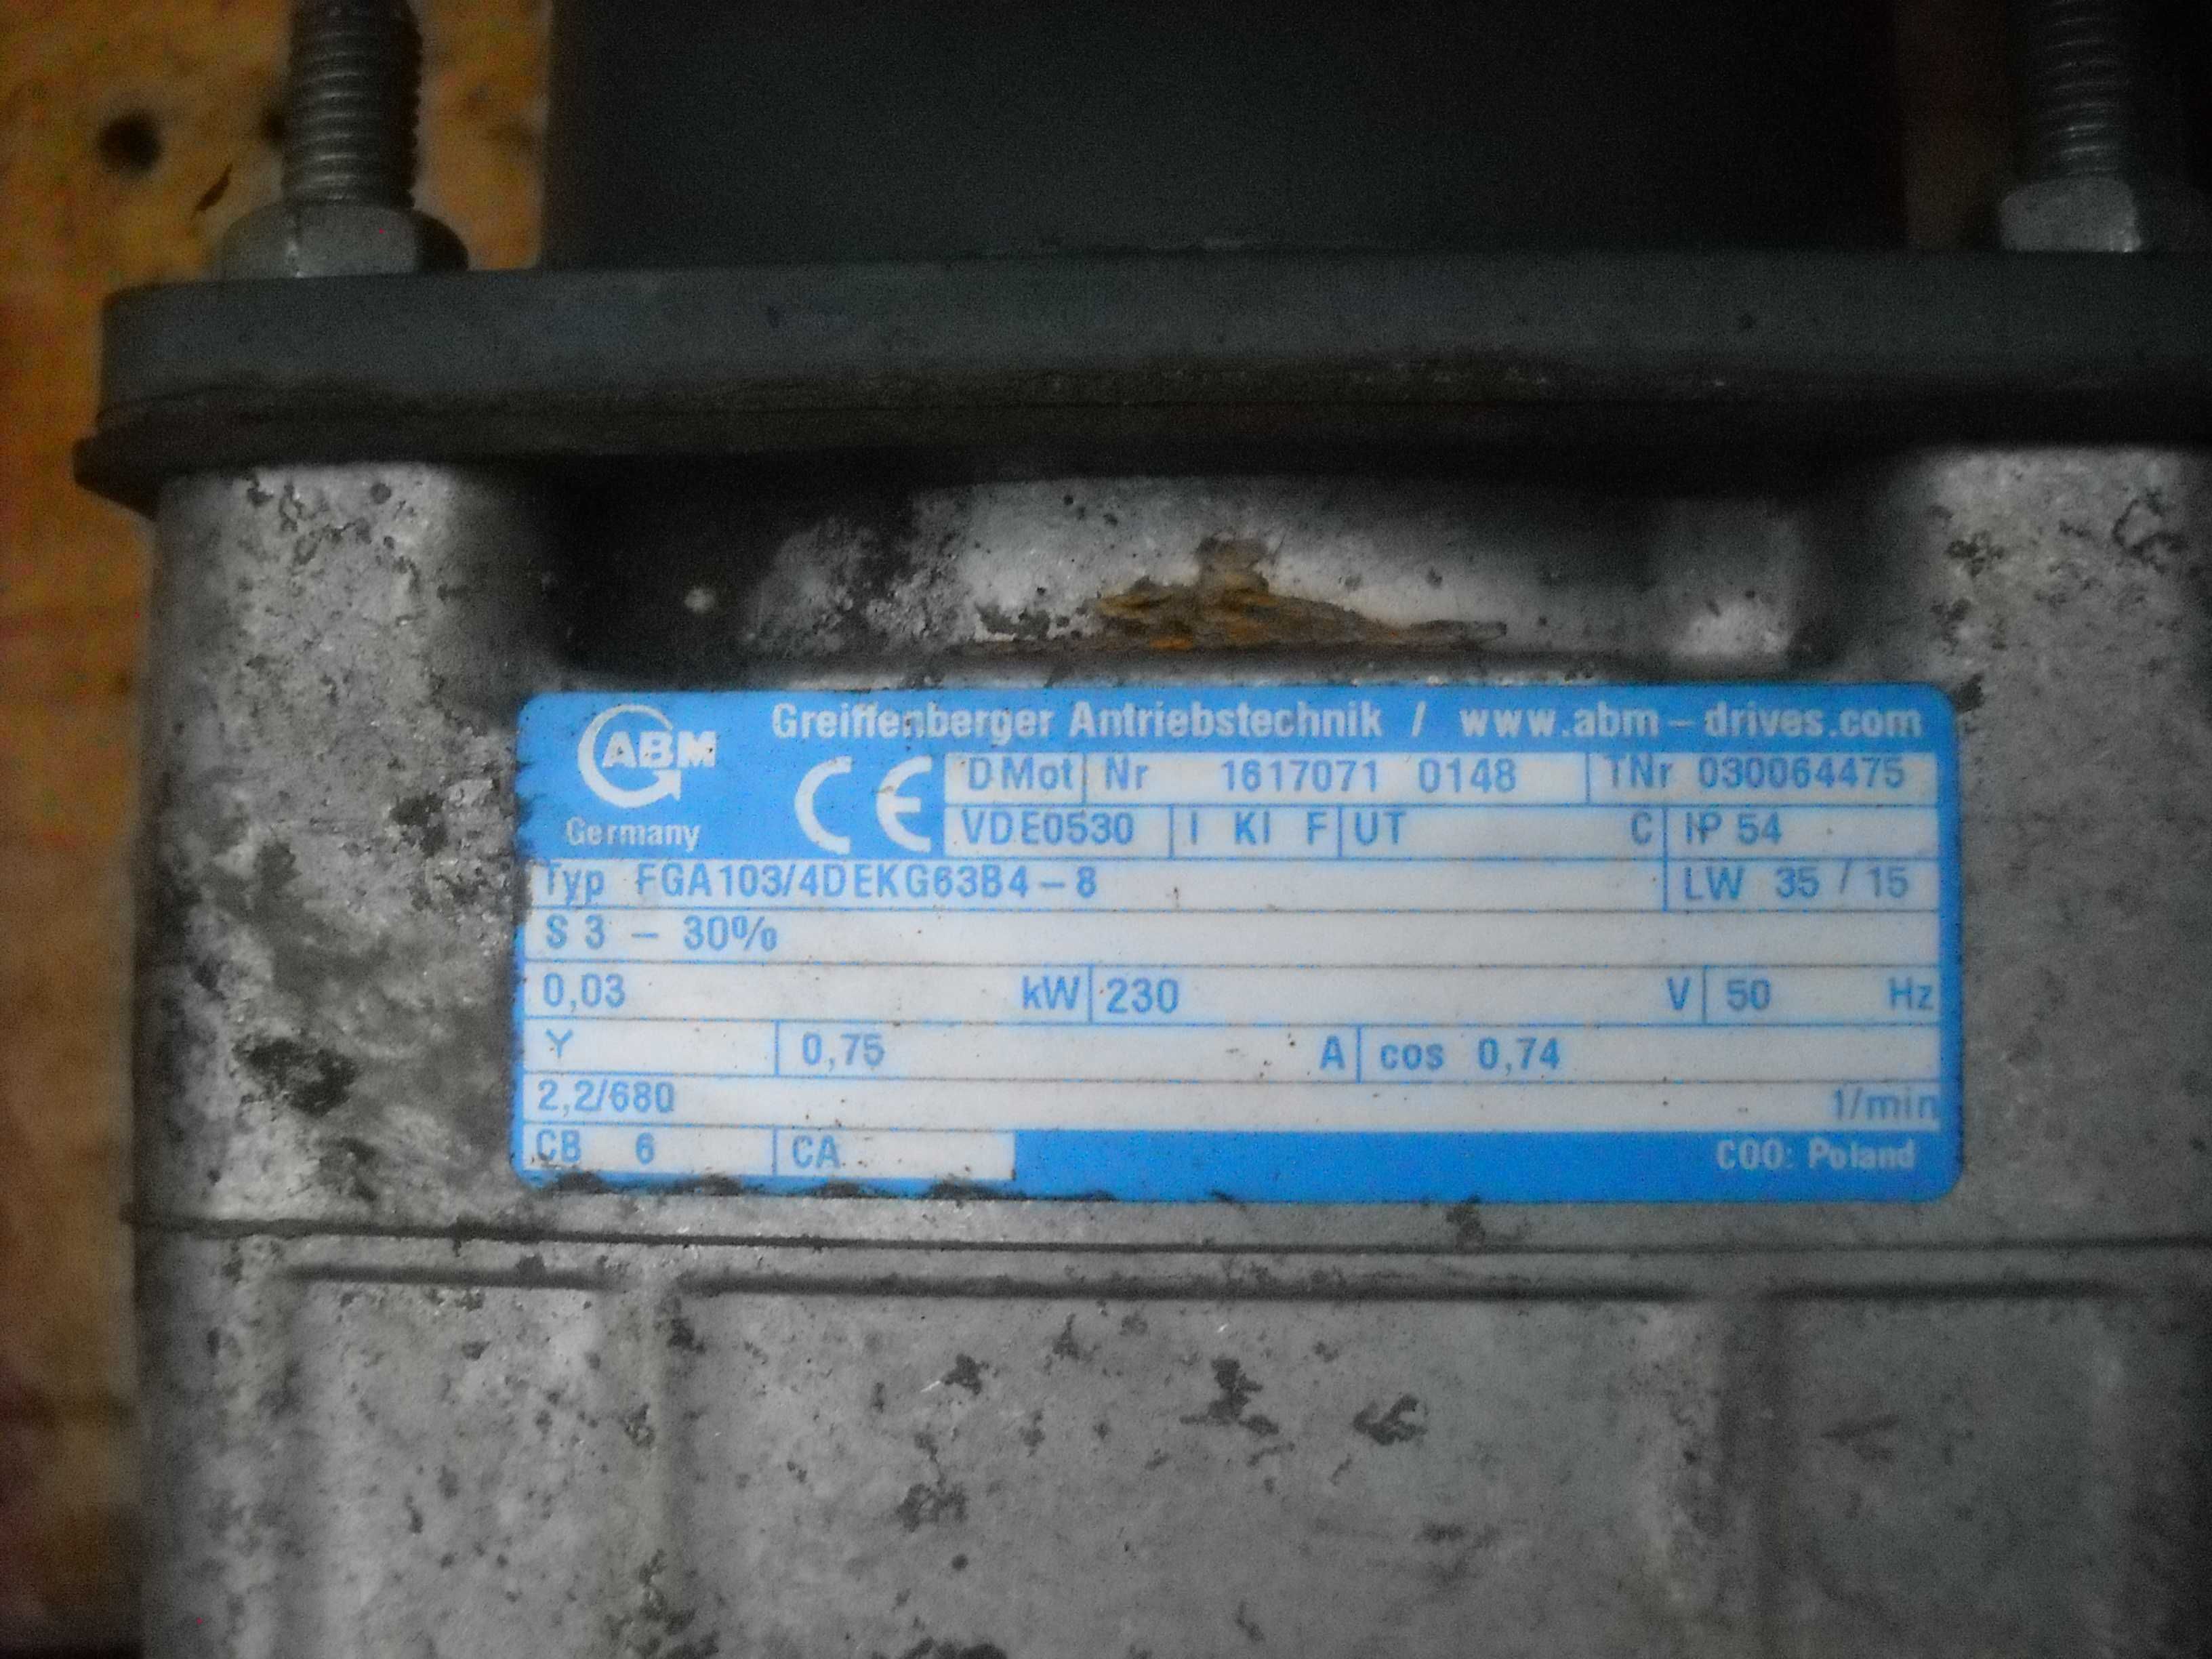 ABM
Germany
Greiffenberger Antriebstechnik / www.abm-drives.com
CE
D Mot Nr 1617071 0148 TNr 030064475
VDE0530 I KI F UT C IP 54
Typ FGA103/4DEKG63B4-8 LW 35 / 15
S 3 - 30%
0,03 kW 230 V 50 Hz
Y 0,75 A cos 0,74
2,2/680 1/min
CB 6 CA COO: Poland